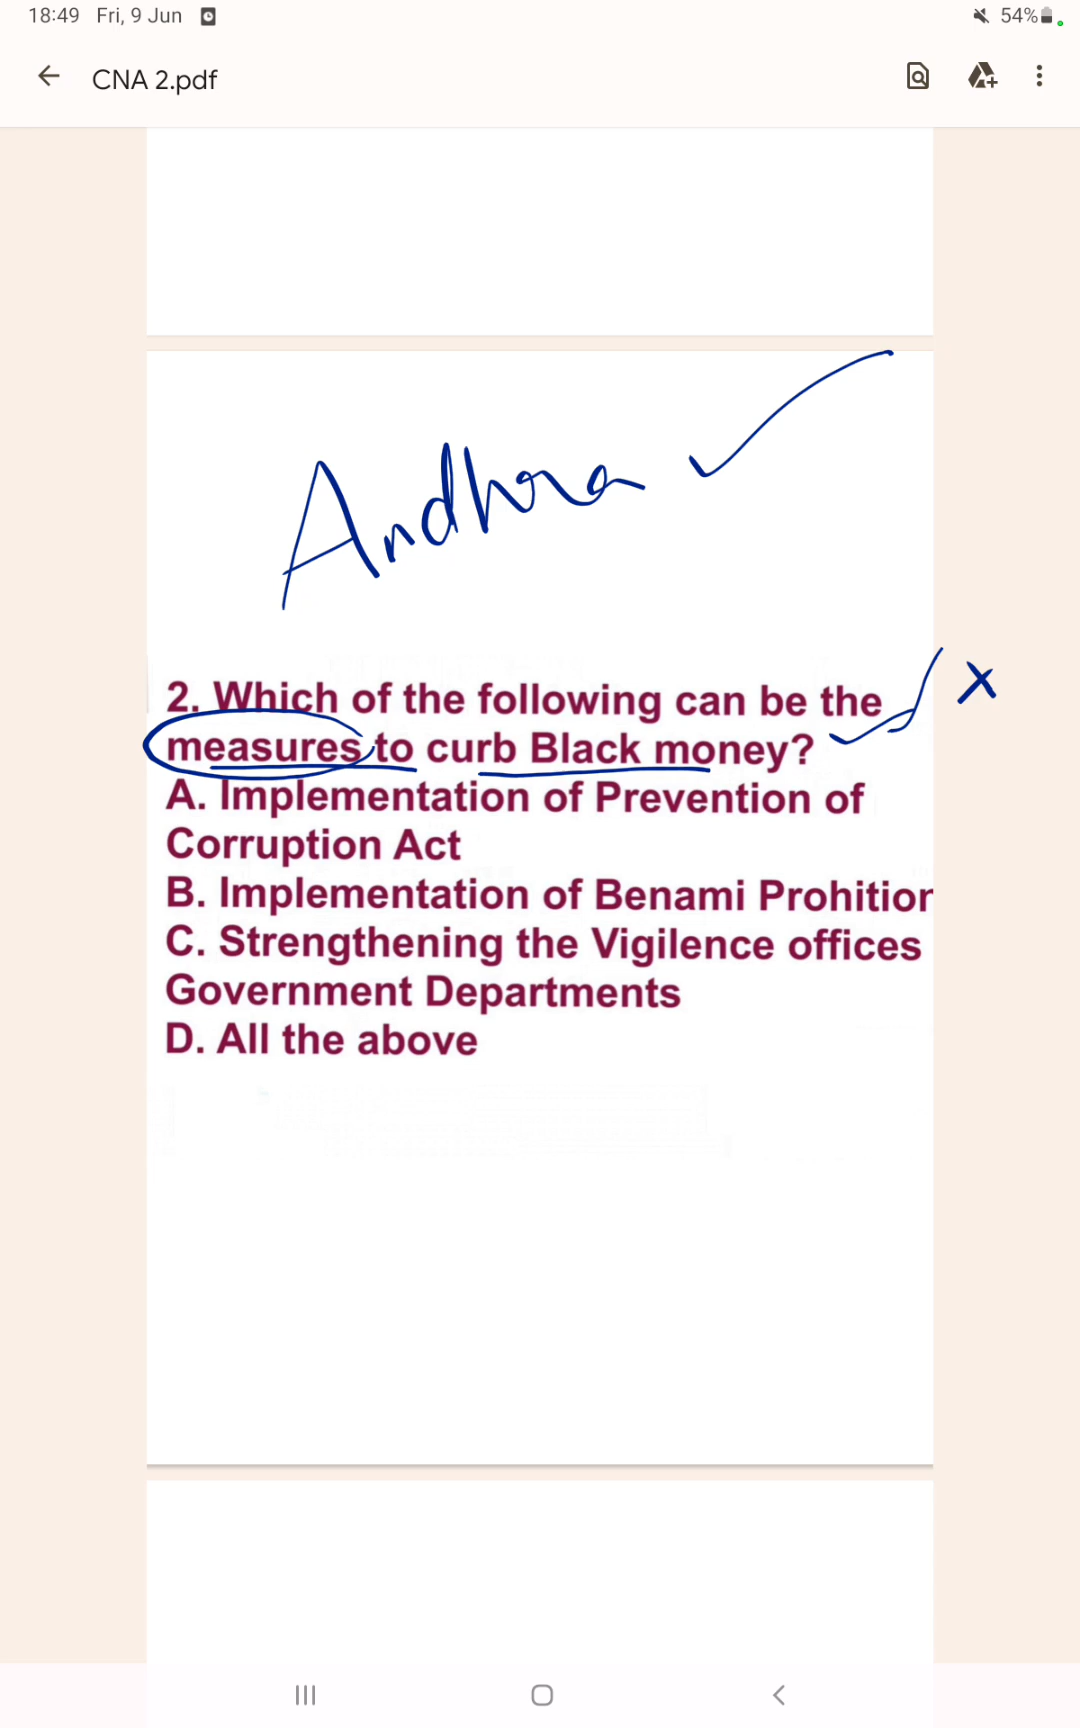 18:49 Fri, 9 Jun
54%
CNA 2.pdf
Andhra
2. Which of the following can be the
measures to curb Black money?
A. Implementation of Prevention of
Corruption Act
B. Implementation of Benami Prohition
C. Strengthening the Vigilence offices
Government Departments
D. All the above